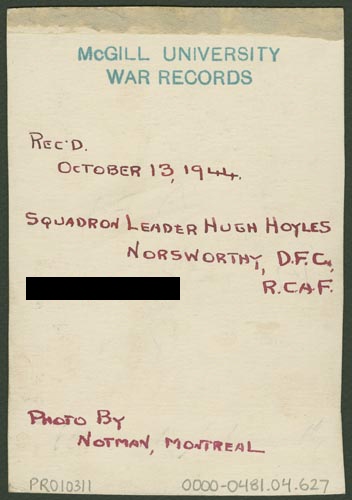 McGILL UNIVERSITY
WAR RECORDS
REC'D.
OCTOBER 13, 1944.
SQUADRON LEADER HUGH HOYLES
NORSWORTHY, D.F.C.,
R.C.A.F.
PHOTO BY
NOTMAN, MONTREAL
PR010311
0000-0481.04.627